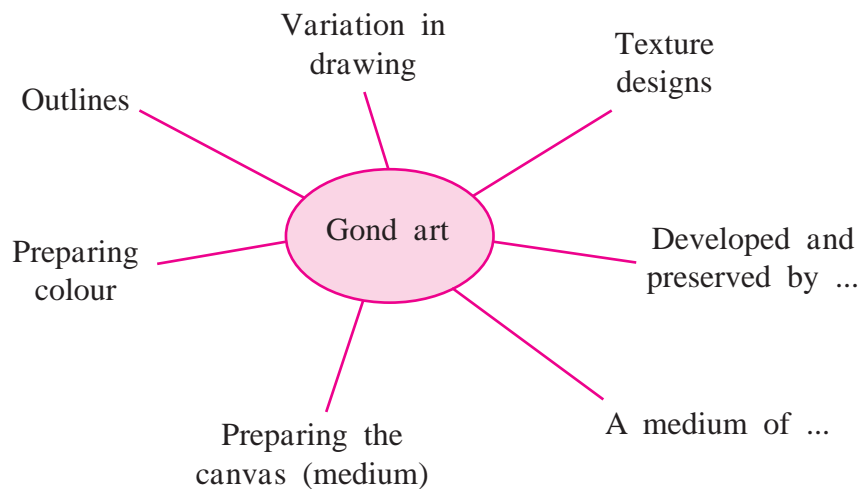 Variation in
drawing
Texture
designs
Outlines
Gond art
Developed and
preserved by ...
Preparing
colour
A medium of ...
Preparing the
canvas (medium)